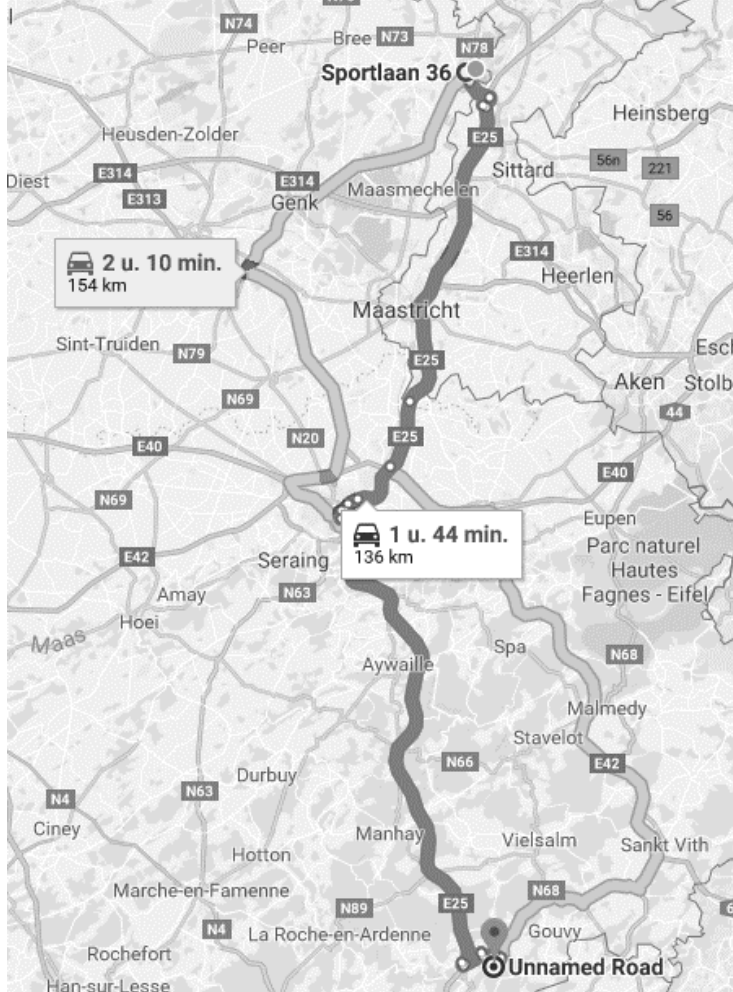 N74
Peer
Bree
N73
N78
Sportlaan 36
Heinsberg
Heusden-Zolder
E25
56n
221
Sittard
Diest
E314
E314
Maasmechelen
E313
Genk
56
2 u. 10 min.
154 km
E314
Heerlen
Maastricht
Sint-Truiden
N79
E25
Esch
Aken
Stolb
N69
44
N20
E25
E40
E40
N69
Eupen
1 u. 44 min.
136 km
E42
Seraing
Parc naturel
Hautes
Fagnes - Eifel
N63
Amay
Hoei
Maas
Spa
N68
Aywaille
Malmedy
Stavelot
N66
E42
Durbuy
N63
N4
Ciney
Manhay
Vielsalm
Sankt Vith
Hotton
Marche-en-Famenne
N68
E25
N89
N4
La Roche-en-Ardenne
Gouvy
Rochefort
Unnamed Road
Han-sur-Lesse